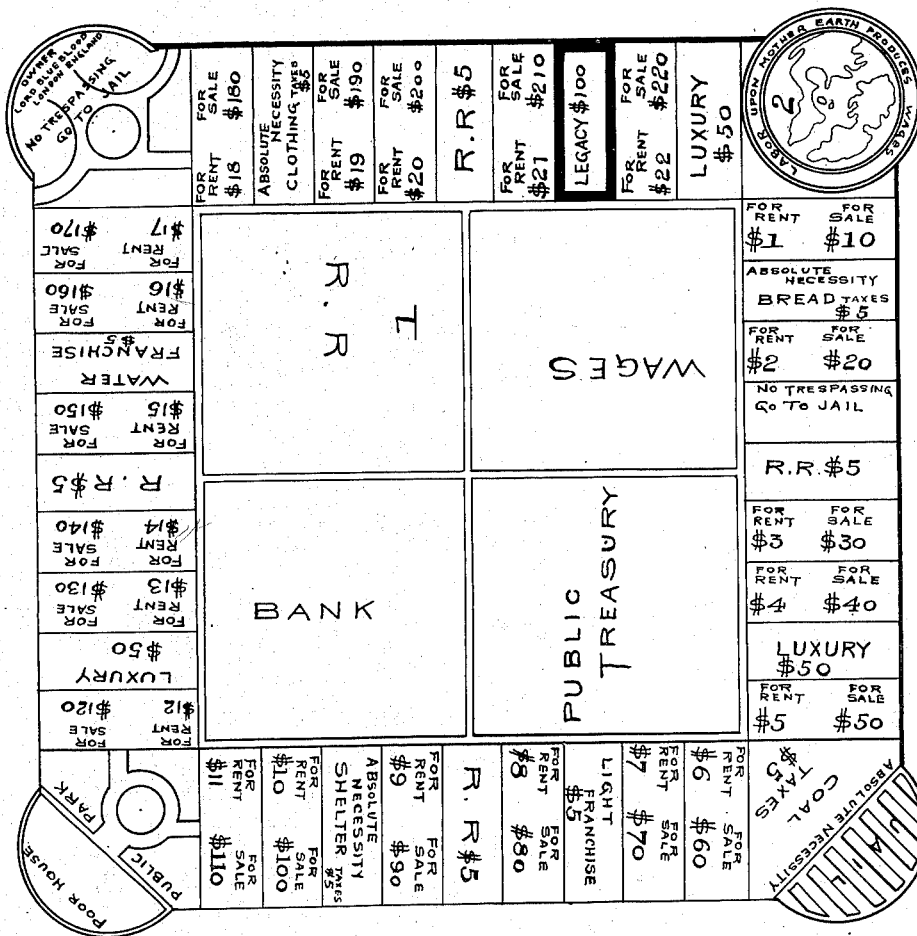 OWNER
LORD BLUEBLOOD
LONDON ENGLAND
NO TRESPASSING
GO TO JAIL
FOR RENT $18
FOR SALE $180
ABSOLUTE
NECESSITY
CLOTHING TAXES
$5
FOR RENT $19
FOR SALE $190
FOR RENT $20
FOR SALE $200
R.R $5
FOR RENT $21
FOR SALE $210
LEGACY $100
FOR RENT $22
FOR SALE $220
LUXURY
$50
LABOR UPON MOTHER EARTH PRODUCES WAGES
2
FOR RENT $1
FOR SALE $10
ABSOLUTE
NECESSITY
BREAD TAXES
$5
FOR RENT $2
FOR SALE $20
NO TRESPASSING
GO TO JAIL
R.R. $5
FOR RENT $3
FOR SALE $30
FOR RENT $4
FOR SALE $40
LUXURY
$50
FOR RENT $5
FOR SALE $50
ABSOLUTE NECESSITY
COAL
TAXES
$5
JAIL
FOR RENT $6
FOR SALE $60
FOR RENT $7
FOR SALE $70
LIGHT
FRANCHISE
$5
FOR RENT $8
FOR SALE $80
R.R $5
FOR RENT $9
FOR SALE $90
ABSOLUTE
NECESSITY
SHELTER TAXES
$5
FOR RENT $10
FOR SALE $100
FOR RENT $11
FOR SALE $110
PUBLIC
PARK
POOR HOUSE
FOR RENT $12
FOR SALE $120
LUXURY
$50
FOR RENT $13
FOR SALE $130
FOR RENT $14
FOR SALE $140
R.R $5
FOR RENT $15
FOR SALE $150
WATER
FRANCHISE
$5
FOR RENT $16
FOR SALE $160
FOR RENT $17
FOR SALE $170
R.R
T
WAGES
BANK
PUBLIC
TREASURY